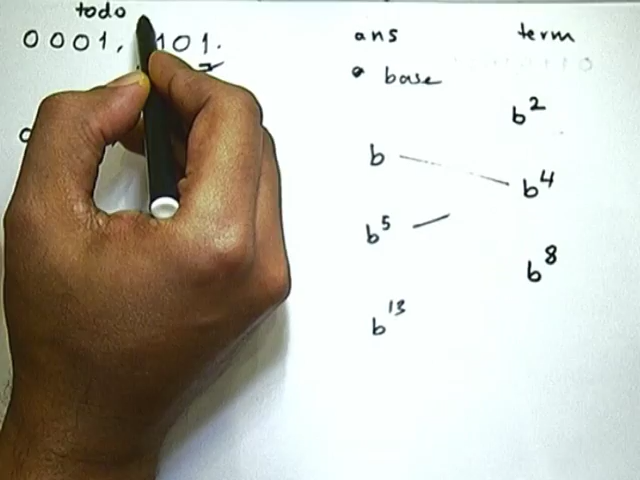 todo
0001, 101.
ans term
base
b²
b b⁴
b⁵
b⁸
b¹³